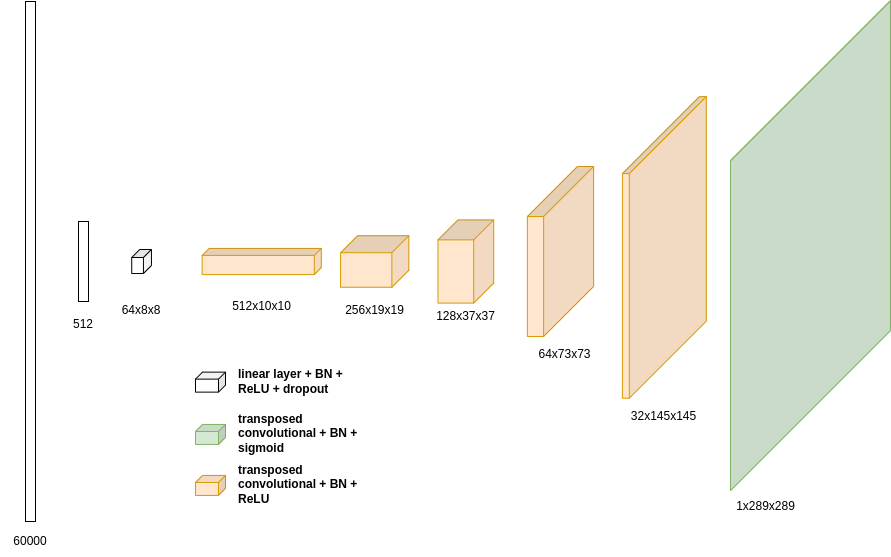 60000
512
64x8x8
512x10x10
256x19x19
128x37x37
64x73x73
32x145x145
1x289x289
linear layer + BN +
ReLU + dropout
transposed
convolutional + BN +
sigmoid
transposed
convolutional + BN +
ReLU